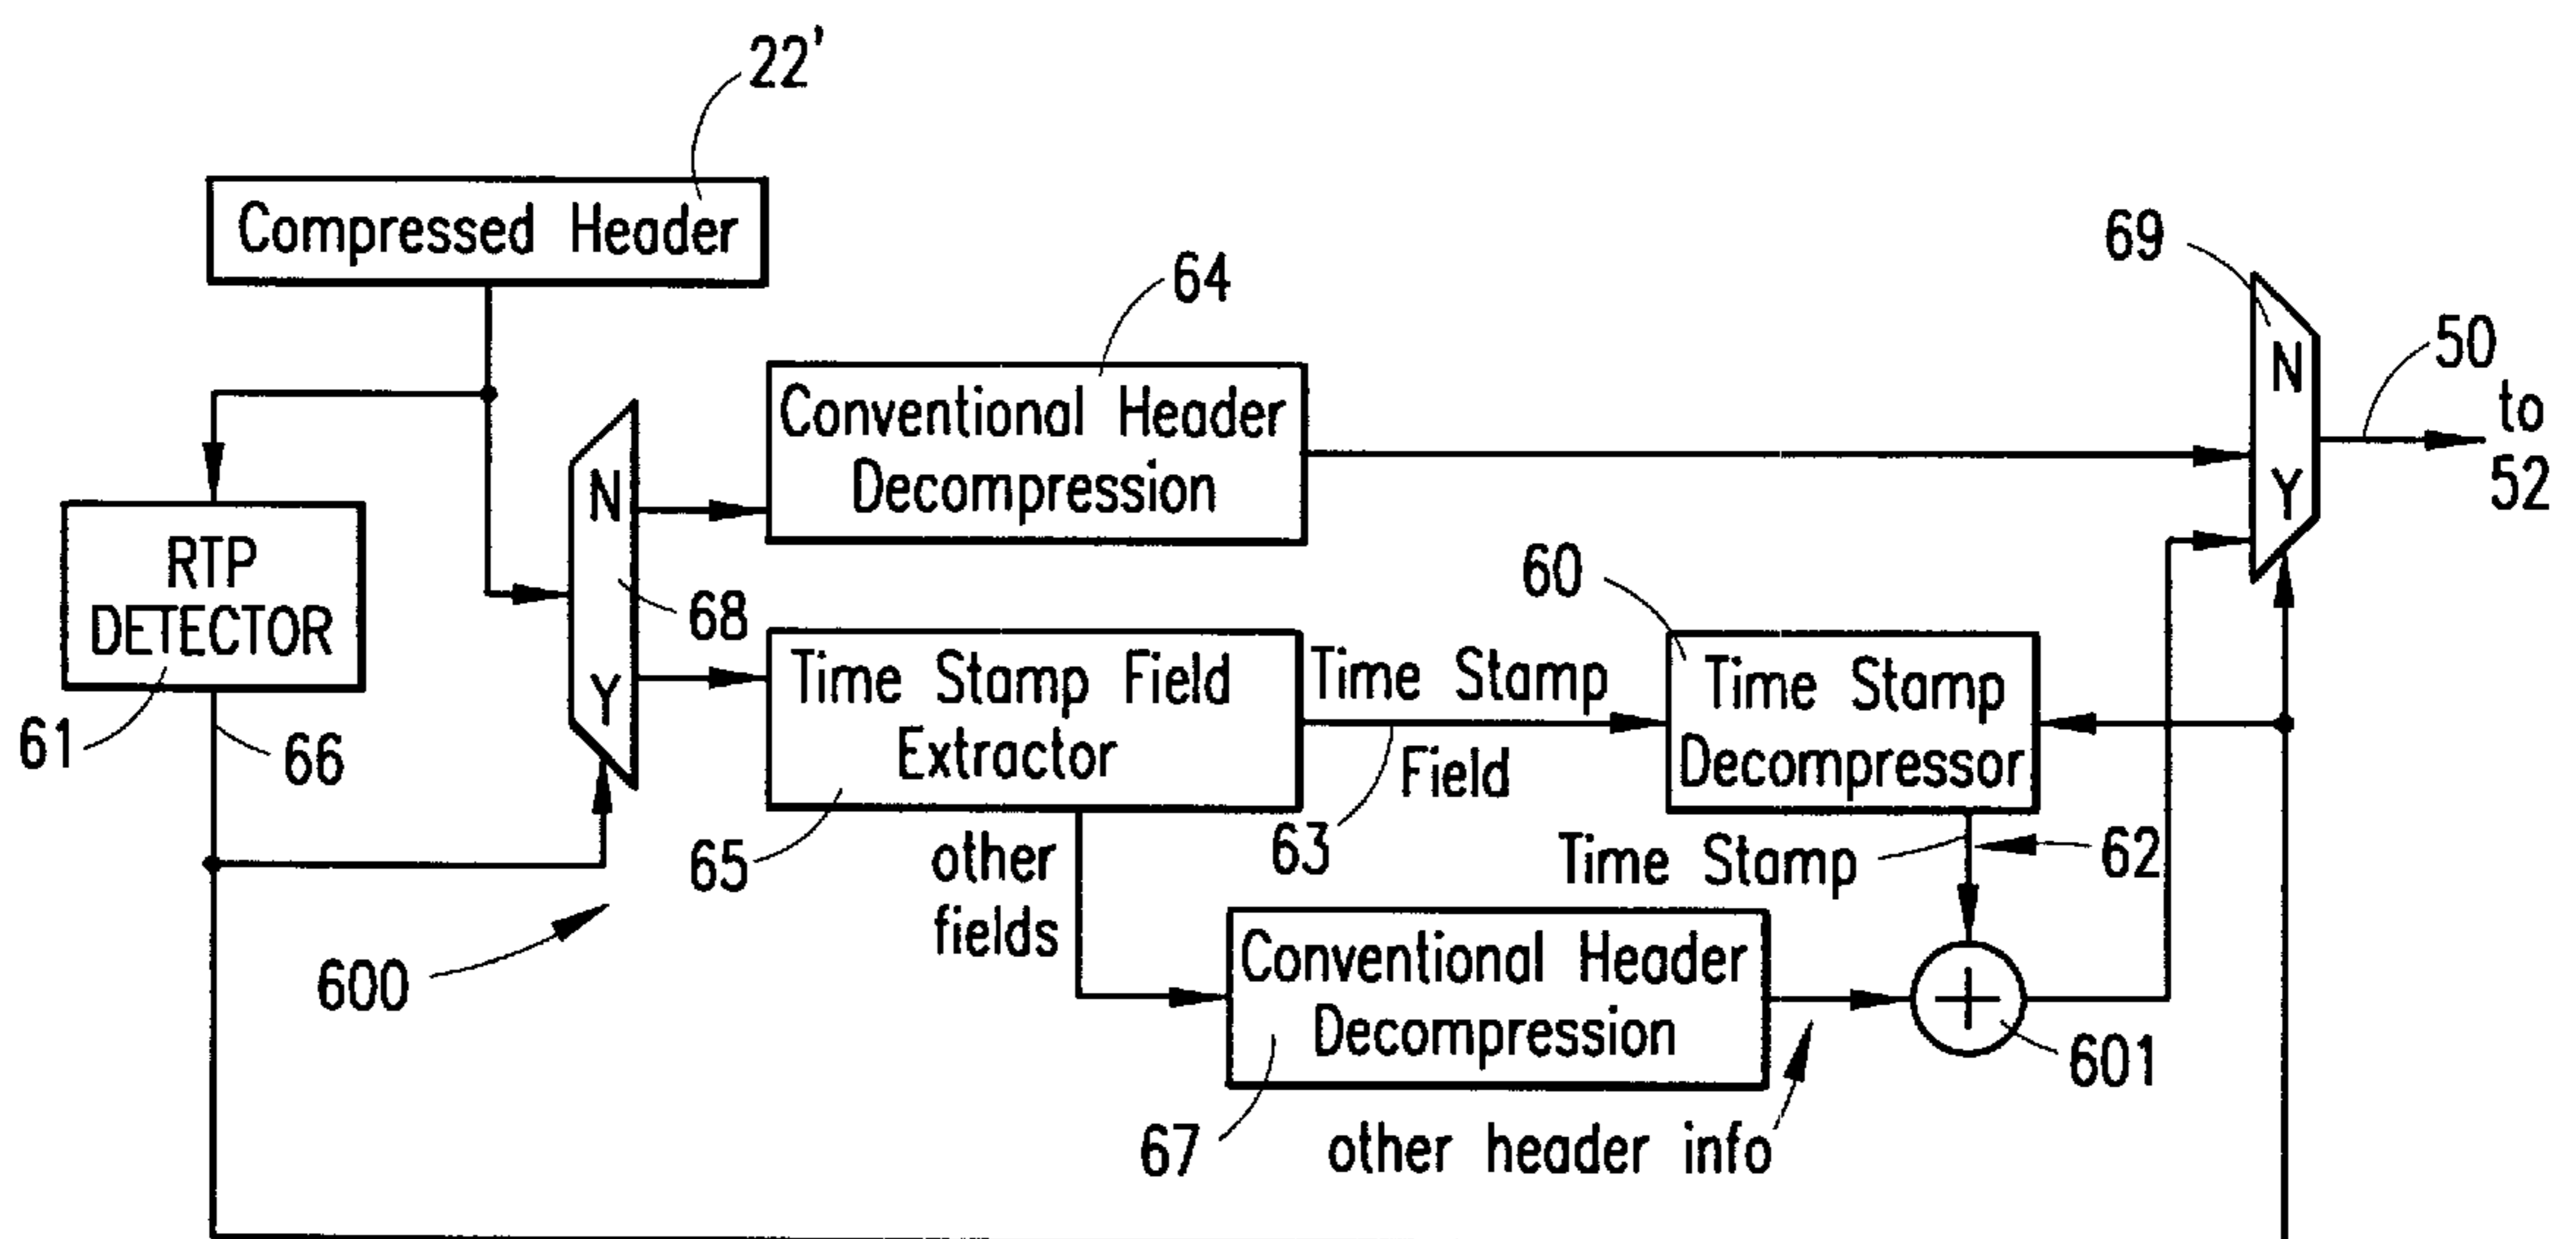 22'
Compressed Header
64
69
Conventional Header
Decompression
N
Y
50
to
52
RTP
DETECTOR
61
66
N
Y
68
60
Time Stamp Field
Extractor
65
Time Stamp
Field
63
Time Stamp
Decompressor
Time Stamp
62
other
fields
600
Conventional Header
Decompression
67
other header info
601